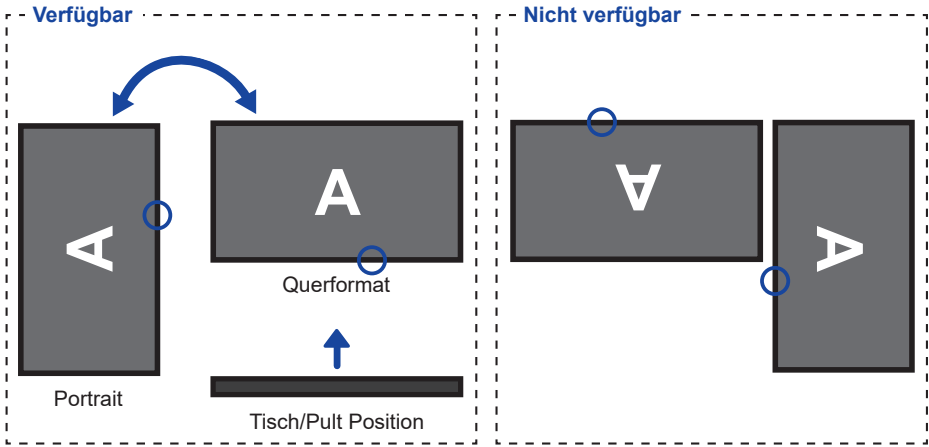 Verfügbar
Nicht verfügbar
A
A
A
A
Querformat
Portrait
Tisch/Pult Position